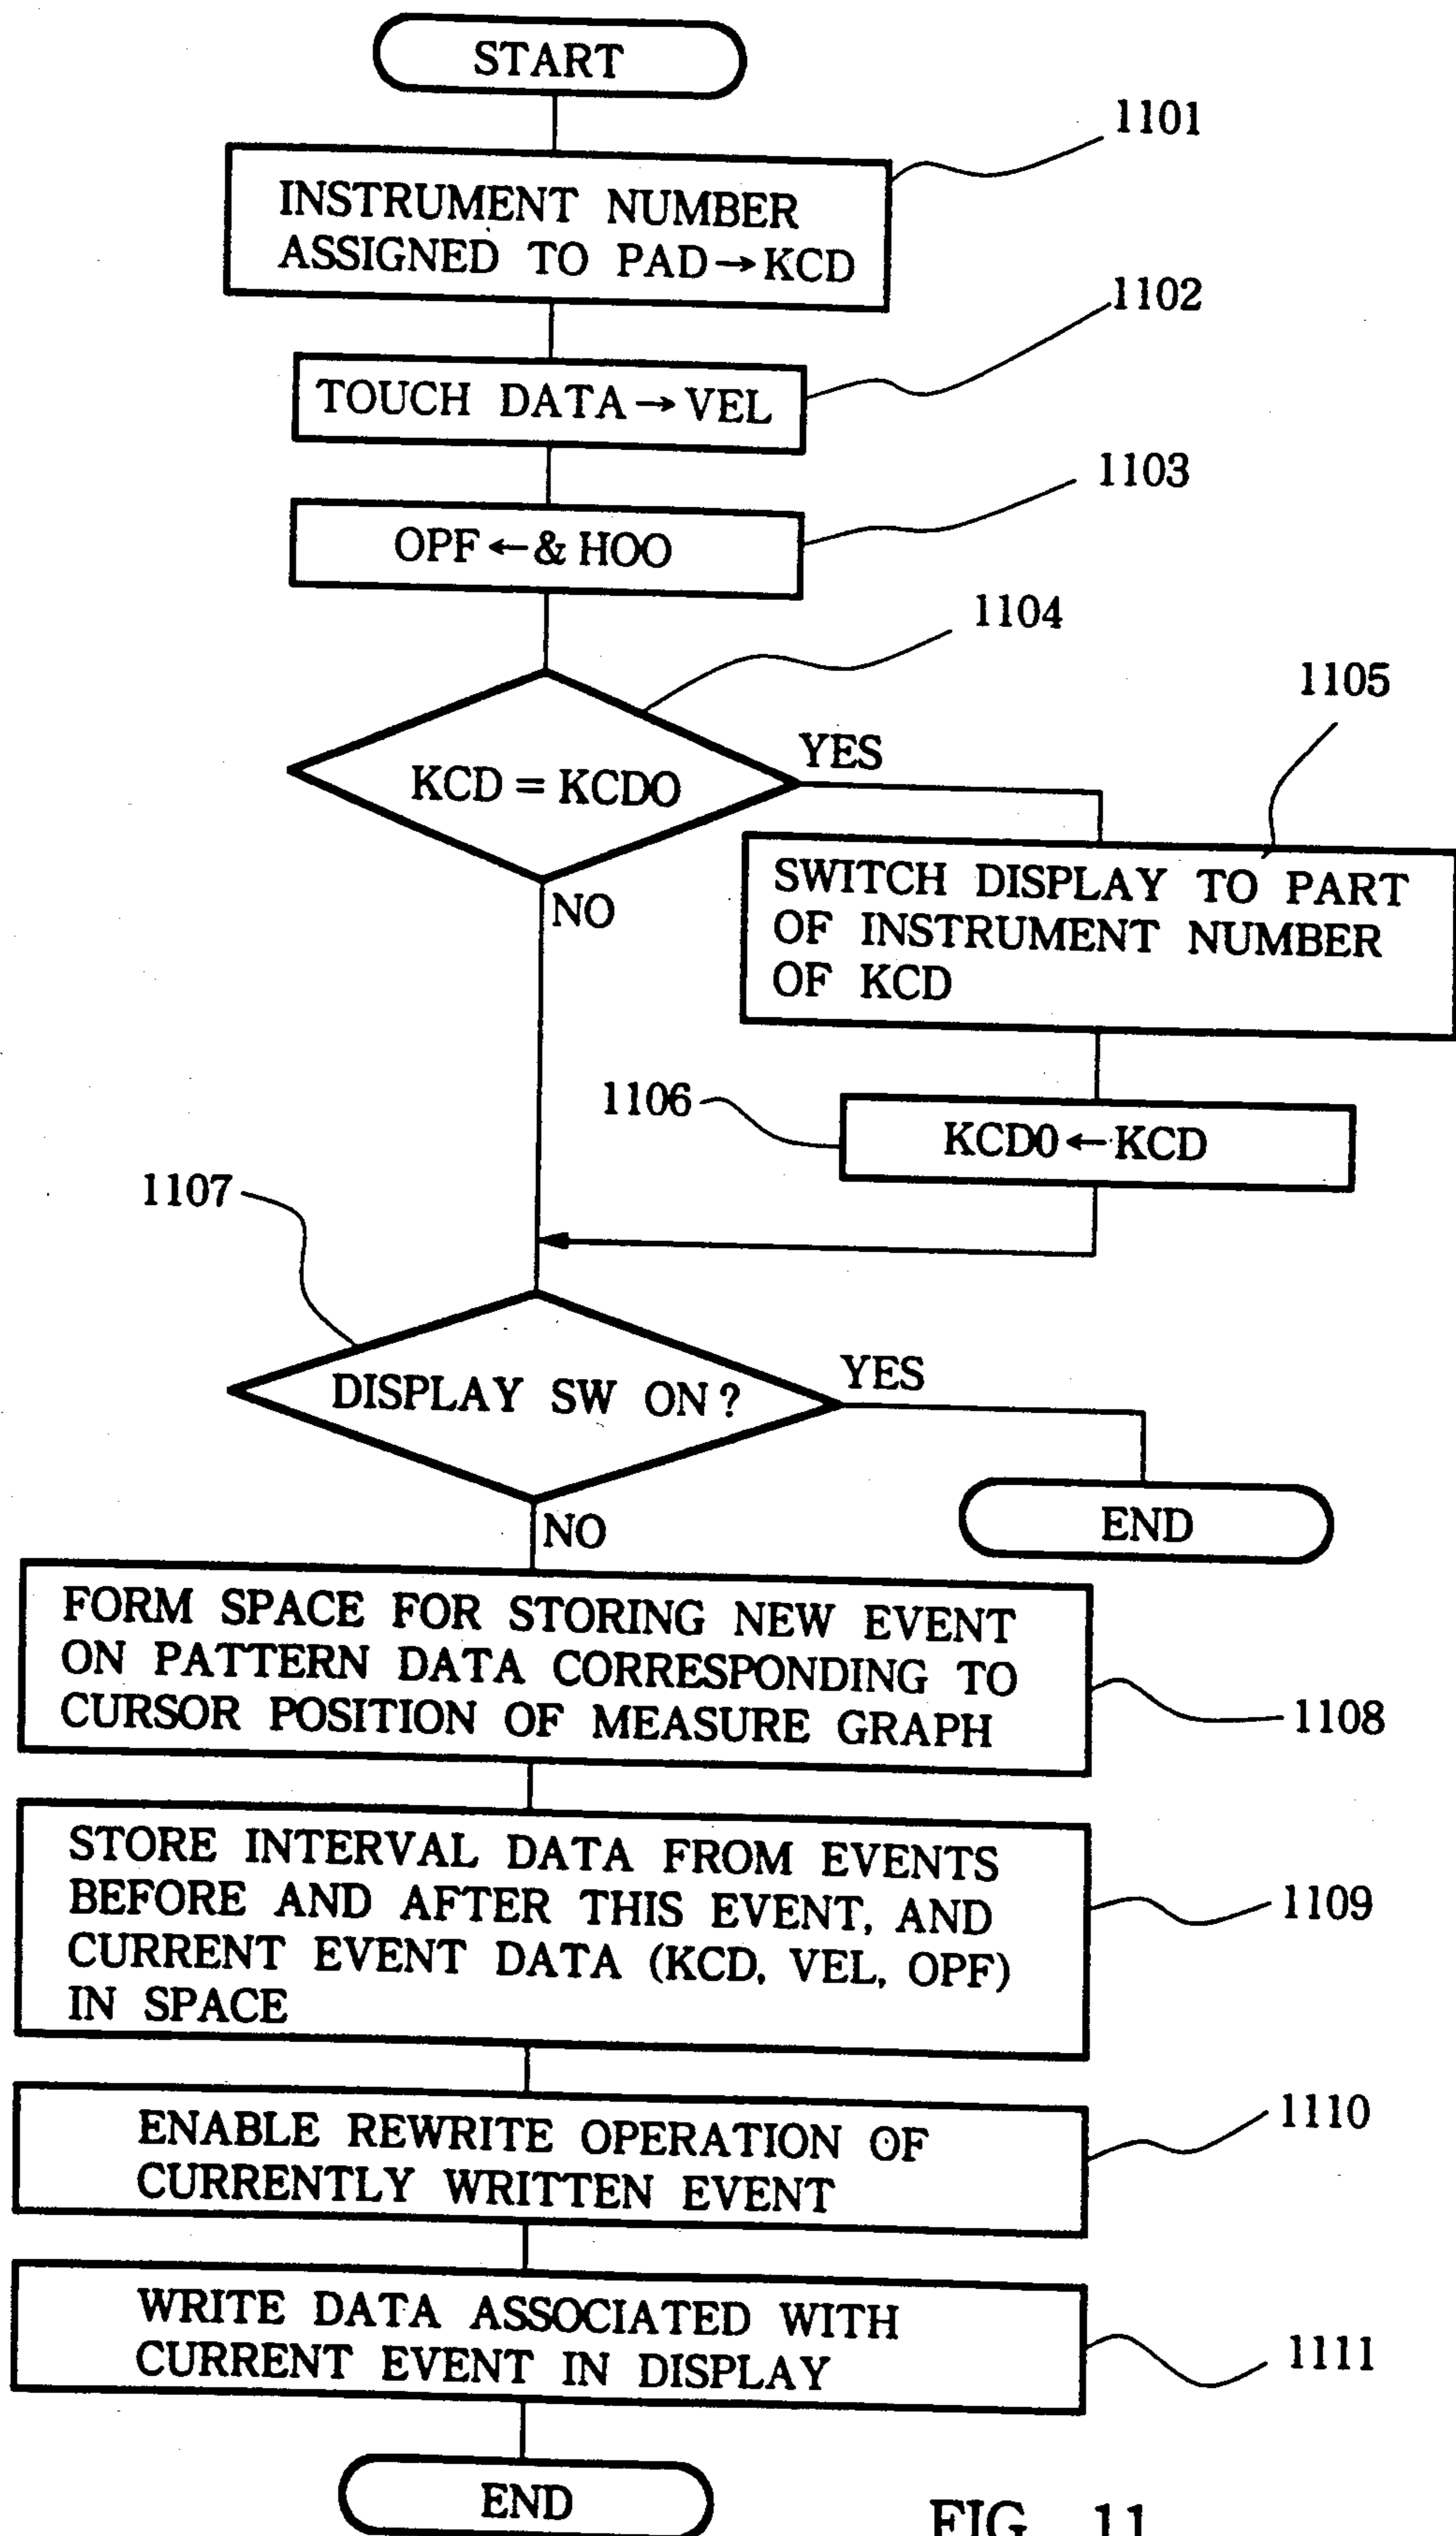 START
1101
INSTRUMENT NUMBER
ASSIGNED TO PAD→KCD
1102
TOUCH DATA→VEL
1103
OPF←& HOO
1104
KCD = KCDO
YES
NO
1105
SWITCH DISPLAY TO PART
OF INSTRUMENT NUMBER
OF KCD
1106
KCDO←KCD
1107
DISPLAY SW ON?
YES
END
NO
FORM SPACE FOR STORING NEW EVENT
ON PATTERN DATA CORRESPONDING TO
CURSOR POSITION OF MEASURE GRAPH
1108
STORE INTERVAL DATA FROM EVENTS
BEFORE AND AFTER THIS EVENT, AND
CURRENT EVENT DATA (KCD, VEL, OPF)
IN SPACE
1109
ENABLE REWRITE OPERATION OF
CURRENTLY WRITTEN EVENT
1110
WRITE DATA ASSOCIATED WITH
CURRENT EVENT IN DISPLAY
1111
END
FIG. 11